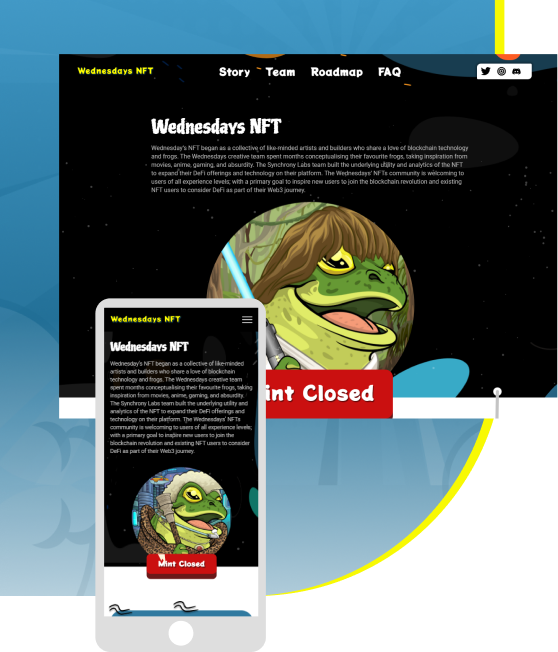 Wednesdays NFT
Story Team Roadmap FAQ
Wednesdays NFT
Wednesday's NFT began as a collective of like-minded artists and builders who share a love of blockchain technology
and frogs. The Wednesdays creative team spent months conceptualising their favourite frogs, taking inspiration from
movies, anime, gaming, and absurdity. The Synchrony Labs team built the underlying utility and analytics of the NFT
to expand their DeFi offerings and technology on their platform. The Wednesdays' NFTs community is welcoming to
users of all experience levels; with a primary goal to inspire new users to join the blockchain revolution and existing
NFT users to consider DeFi as part of their Web3 journey.
int Closed
Wednesdays NFT
Wednesdays NFT
Wednesday's NFT began as a collective of like-minded
artists and builders who share a love of blockchain
technology and frogs. The Wednesdays creative team
spent months conceptualising their favourite frogs, taking
inspiration from movies, anime, gaming, and absurdity.
The Synchrony Labs team built the underlying utility and
analytics of the NFT to expand their DeFi offerings and
technology on their platform. The Wednesdays' NFTs
community is welcoming to users of all experience levels;
with a primary goal to inspire new users to join the
blockchain revolution and existing NFT users to consider
DeFi as part of their Web3 journey.
Mint Closed